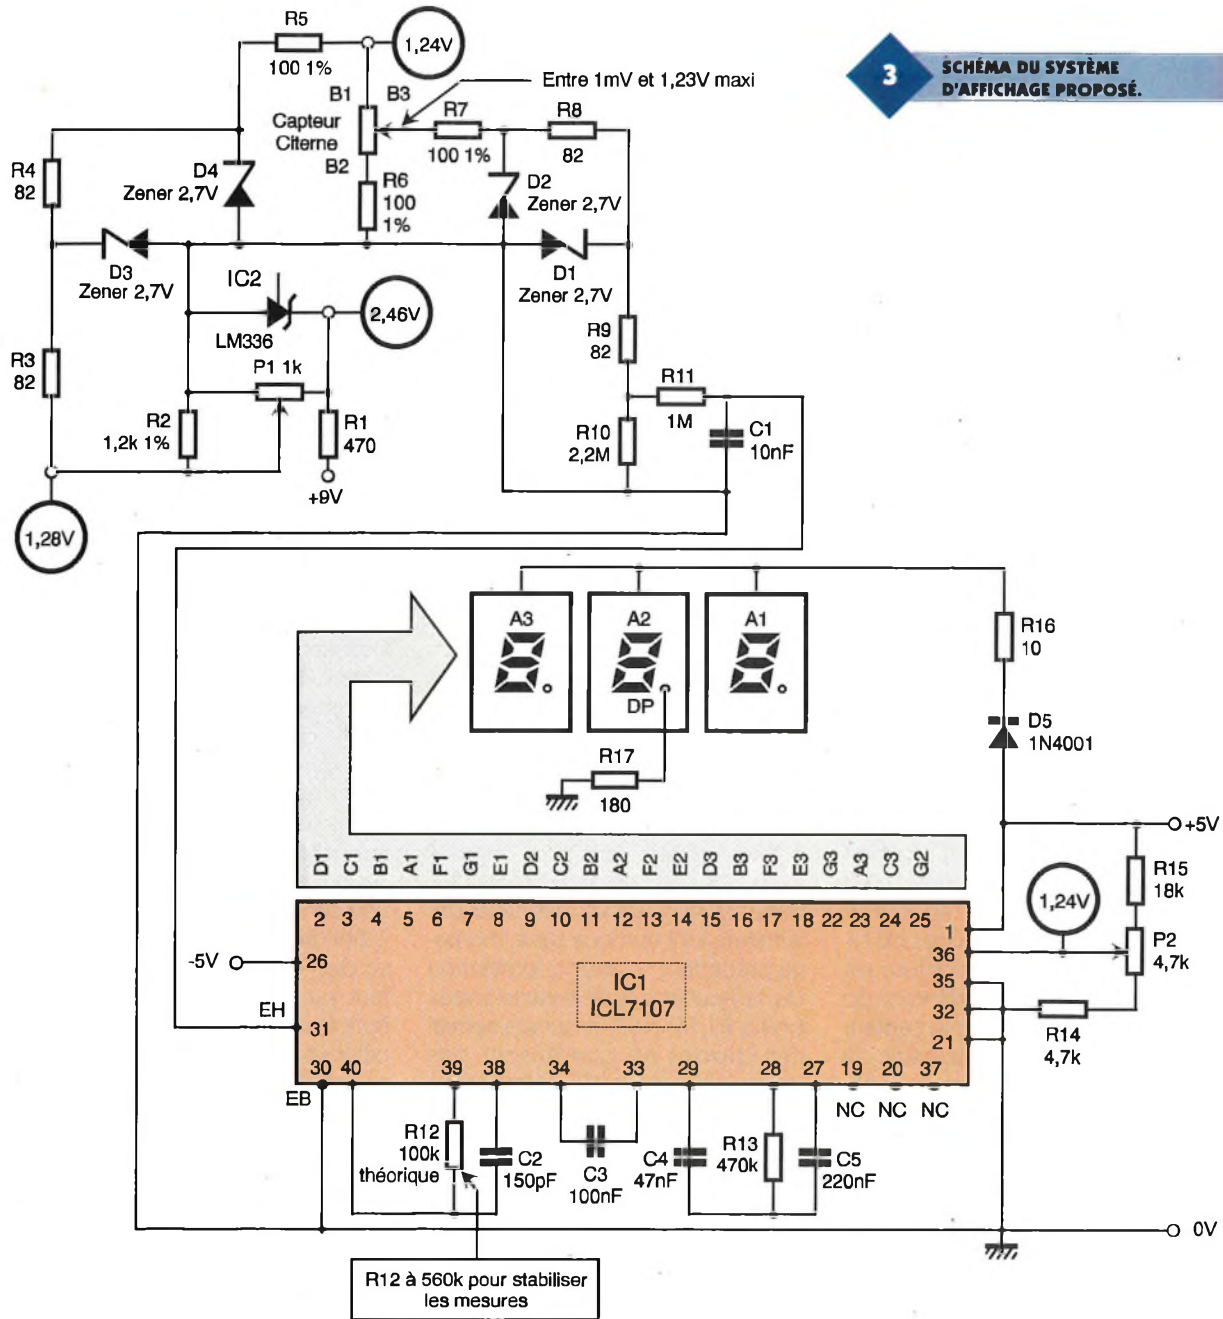 3
SCHÉMA DU SYSTÈME
D'AFFICHAGE PROPOSÉ.
R5
100 1%
1,24V
Entre 1mV et 1,23V maxi
B1
B3
Capteur
Citerne
B2
R7
100 1%
R8
82
R4
82
D4
Zener 2,7V
R6
100
1%
D2
Zener 2,7V
D3
Zener 2,7V
D1
Zener 2,7V
IC2
LM336
2,46V
R3
82
P1 1k
R9
82
R11
1M
R2
1,2k 1%
R1
470
R10
2,2M
C1
10nF
+9V
1,28V
A3
A2
A1
DP
R16
10
D5
1N4001
R17
180
+5V
D1 C1 B1 A1 F1 G1 E1 D2 C2 B2 A2 F2 E2 D3 B3 F3 E3 G3 A3 C3 G2
R15
18k
1,24V
2 3 4 5 6 7 8 9 10 11 12 13 14 15 16 17 18 22 23 24 25
1
P2
4,7k
-5V
26
36
IC1
ICL7107
35
EH
31
32
R14
4,7k
21
30 40 39 38 34 33 29 28 27 19 20 37
EB
NC NC NC
R12
100k
théorique
C2
150pF
C3
100nF
C4
47nF
R13
470k
C5
220nF
0V
R12 à 560k pour stabiliser
les mesures